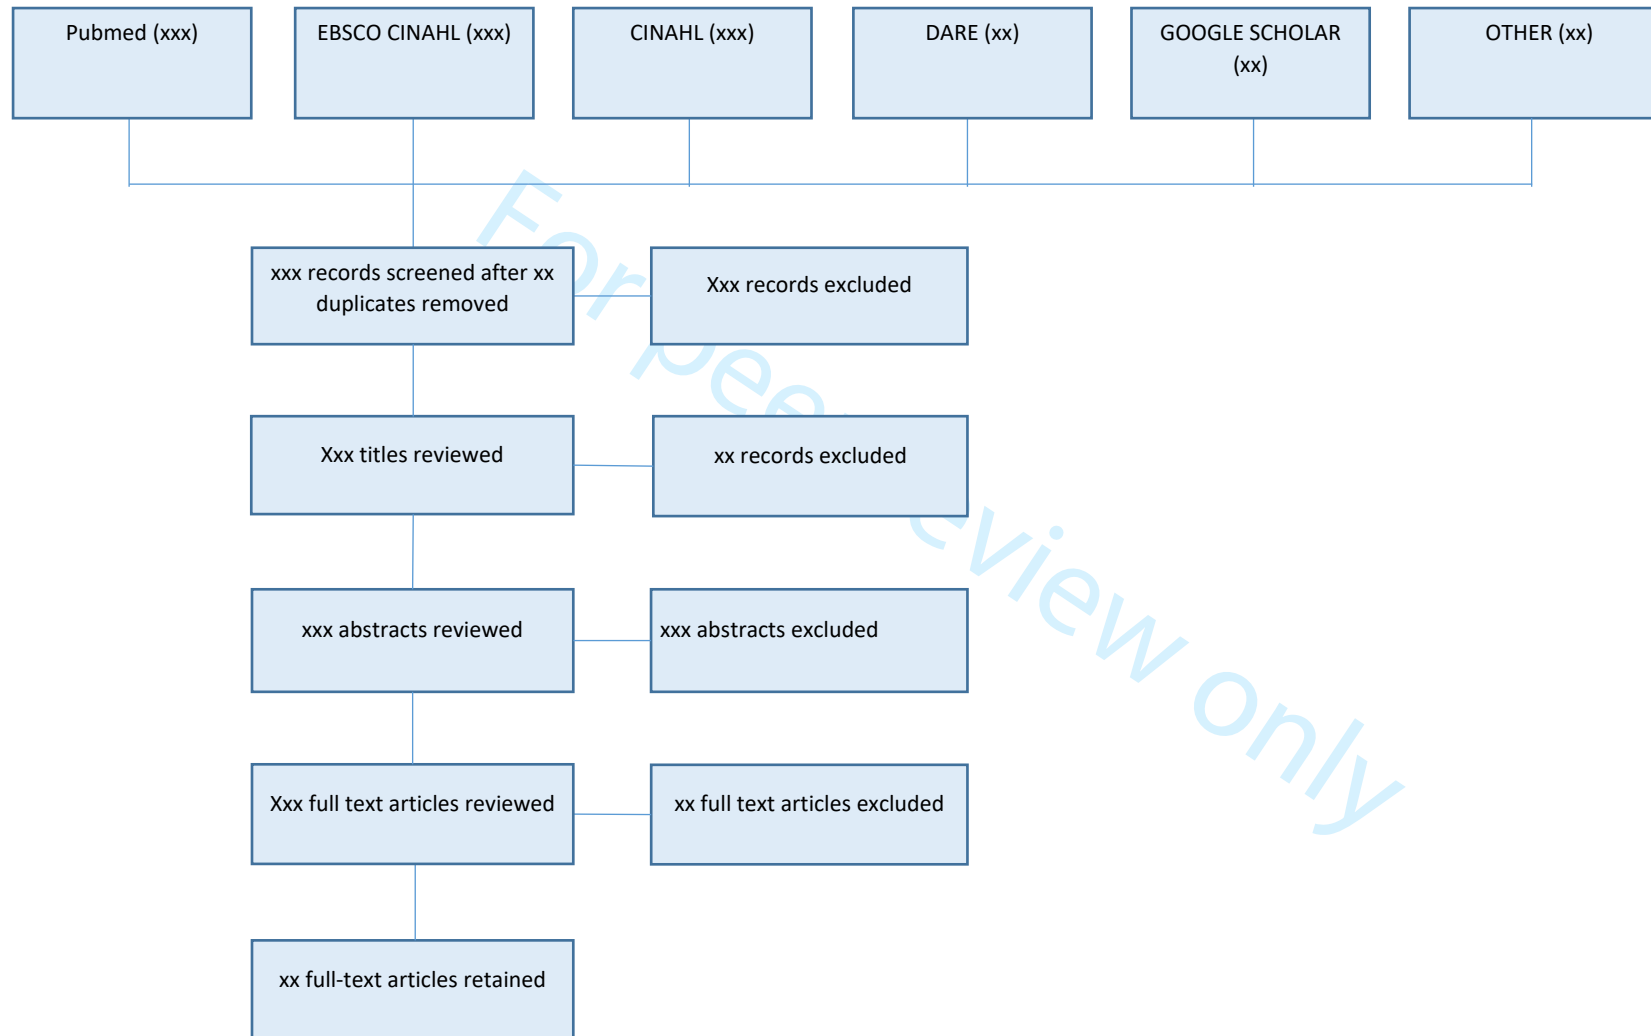 Pubmed (xxx)
EBSCO CINAHL (xxx)
CINAHL (xxx)
DARE (xx)
GOOGLE SCHOLAR
(xx)
OTHER (xx)
xxx records screened after xx
duplicates removed
Xxx records excluded
Xxx titles reviewed
xx records excluded
xxx abstracts reviewed
xxx abstracts excluded
Xxx full text articles reviewed
xx full text articles excluded
xx full-text articles retained
For peer review only